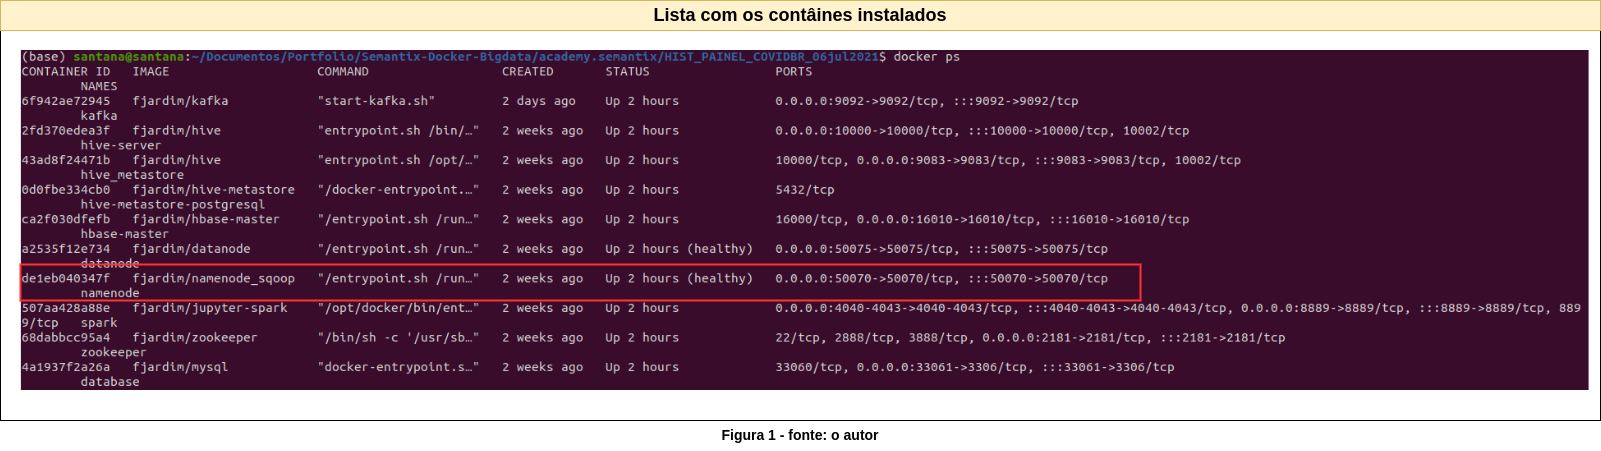 Lista com os contâines instalados
(base) santana@santana:~/Documentos/Portfolio/Semantix-Docker-Bigdata/academy.semantix/HIST_PAINEL_COVIDBR_06jul2021$ docker ps
CONTAINER ID   IMAGE                    COMMAND                  CREATED       STATUS                 PORTS
        NAMES
6f942ae72945   fjardim/kafka            "start-kafka.sh"         2 days ago    Up 2 hours             0.0.0.0:9092->9092/tcp, :::9092->9092/tcp
        kafka
2fd370edea3f   fjardim/hive             "entrypoint.sh /bin/…"   2 weeks ago   Up 2 hours             0.0.0.0:10000->10000/tcp, :::10000->10000/tcp, 10002/tcp
        hive-server
43ad8f24471b   fjardim/hive             "entrypoint.sh /opt/…"   2 weeks ago   Up 2 hours             10000/tcp, 0.0.0.0:9083->9083/tcp, :::9083->9083/tcp, 10002/tcp
        hive_metastore
0d0fbe334cb0   fjardim/hive-metastore   "/docker-entrypoint.…"   2 weeks ago   Up 2 hours             5432/tcp
        hive-metastore-postgresql
ca2f030dfefb   fjardim/hbase-master     "/entrypoint.sh /run…"   2 weeks ago   Up 2 hours             16000/tcp, 0.0.0.0:16010->16010/tcp, :::16010->16010/tcp
        hbase-master
a2535f12e734   fjardim/datanode         "/entrypoint.sh /run…"   2 weeks ago   Up 2 hours (healthy)   0.0.0.0:50075->50075/tcp, :::50075->50075/tcp
        datanode
de1eb040347f   fjardim/namenode_sqoop   "/entrypoint.sh /run…"   2 weeks ago   Up 2 hours (healthy)   0.0.0.0:50070->50070/tcp, :::50070->50070/tcp
        namenode
507aa428a88e   fjardim/jupyter-spark    "/opt/docker/bin/ent…"   2 weeks ago   Up 2 hours             0.0.0.0:4040-4043->4040-4043/tcp, :::4040-4043->4040-4043/tcp, 0.0.0.0:8889->8889/tcp, :::8889->8889/tcp, 889
9/tcp   spark
68dabbcc95a4   fjardim/zookeeper        "/bin/sh -c '/usr/sb…"   2 weeks ago   Up 2 hours             22/tcp, 2888/tcp, 3888/tcp, 0.0.0.0:2181->2181/tcp, :::2181->2181/tcp
        zookeeper
4a1937f2a26a   fjardim/mysql            "docker-entrypoint.s…"   2 weeks ago   Up 2 hours             33060/tcp, 0.0.0.0:33061->3306/tcp, :::33061->3306/tcp
        database
Figura 1 - fonte: o autor